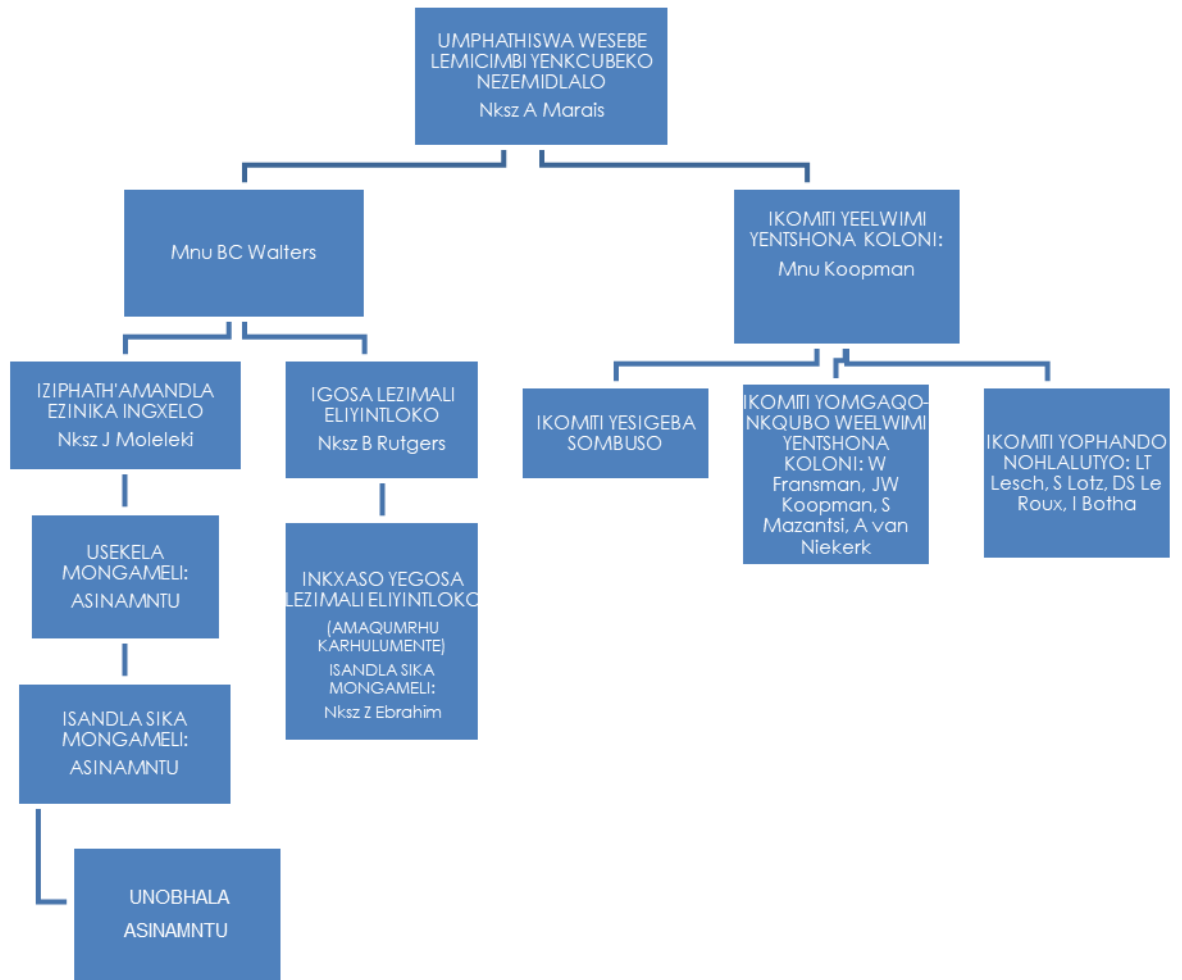 UMPHATHISWA WESEBE
LEMICIMBI YENKCUBEKO
NEZEMIDLALO
Nksz A Marais
Mnu BC Walters
IKOMITI YEELWIMI
YENTSHONA KOLONI:
Mnu Koopman
IZIPHATH'AMANDLA
EZINIKA INGXELO
Nksz J Moleleki
IGOSA LEZIMALI
ELIYINTLOKO
Nksz B Rutgers
IKOMITI YESIGEBA
SOMBUSO
IKOMITI YOMGAQO-
NKQUBO WEELWIMI
YENTSHONA
KOLONI: W
Fransman, JW
Koopman, S
Mazantsi, A van
Niekerk
IKOMITI YOPHANDO
NOHLALUTYO: LT
Lesch, S Lotz, DS Le
Roux, I Botha
USEKELA
MONGAMELI:
ASINAMNTU
INKXASO YEGOSA
LEZIMALI ELIYINTLOKO
(AMAQUMRHU
KARHULUMENTE)
ISANDLA SIKA
MONGAMELI:
Nksz Z Ebrahim
ISANDLA SIKA
MONGAMELI:
ASINAMNTU
UNOBHALA
ASINAMNTU